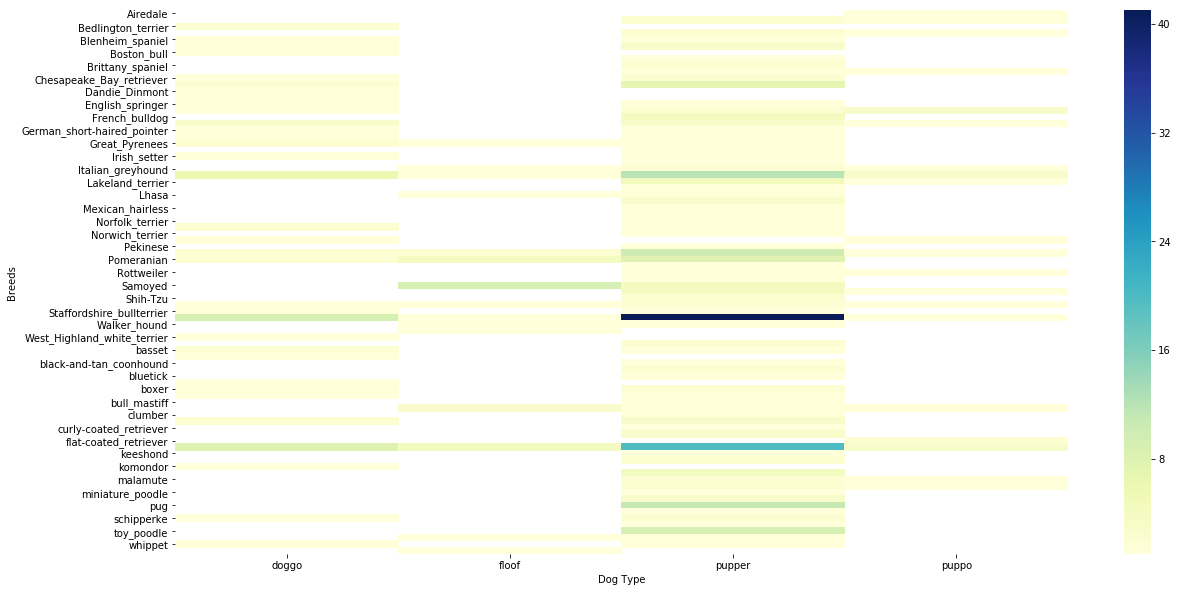 Airedale
Bedlington_terrier
Blenheim_spaniel
Boston_bull
Brittany_spaniel
Chesapeake_Bay_retriever
Dandie_Dinmont
English_springer
French_bulldog
German_short-haired_pointer
Great_Pyrenees
Irish_setter
Italian_greyhound
Lakeland_terrier
Lhasa
Mexican_hairless
Norfolk_terrier
Norwich_terrier
Pekinese
Pomeranian
Rottweiler
Samoyed
Shih-Tzu
Staffordshire_bullterrier
Walker_hound
West_Highland_white_terrier
basset
black-and-tan_coonhound
bluetick
boxer
bull_mastiff
clumber
curly-coated_retriever
flat-coated_retriever
keeshond
komondor
malamute
miniature_poodle
pug
schipperke
toy_poodle
whippet
Breeds
doggo floof pupper puppo
Dog Type
40
32
24
16
8